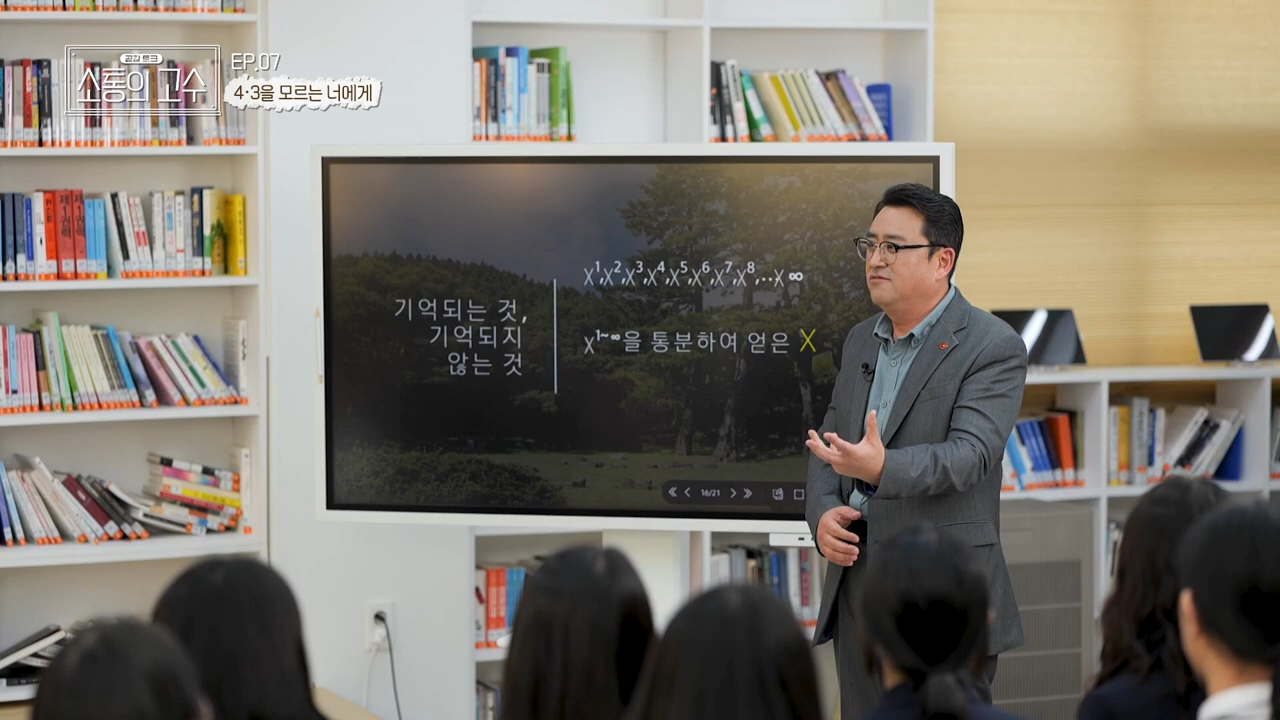 공감 토크
소통의 고수
EP.07
4·3을 모르는 너에게
기억되는 것,
기억되지
않는 것
X¹,X²,X³,X⁴,X⁵,X⁶,X⁷,X⁸,..X ∞
X¹~∞을 통분하여 얻은 X
16/21